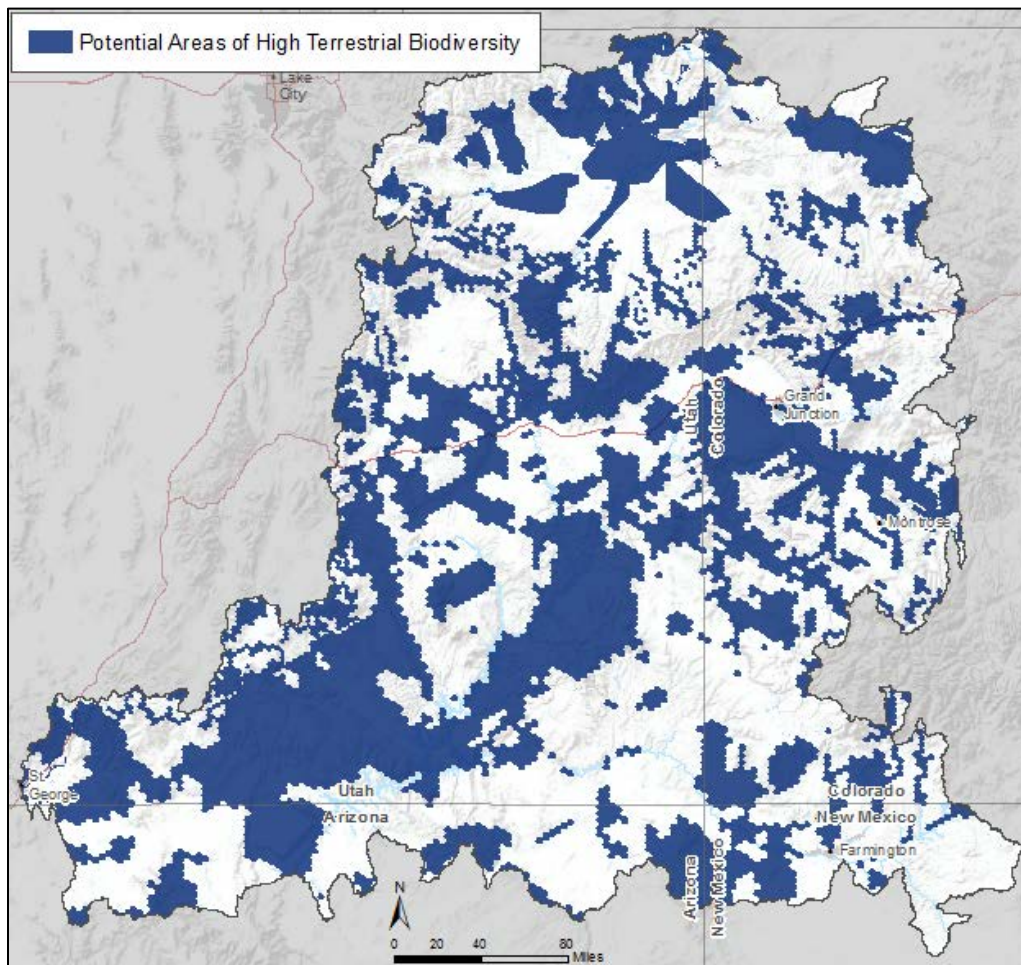 Potential Areas of High Terrestrial Biodiversity
Lake
City
Utah
Colorado
Grand
Junction
Montrose
St.
George
Utah
Arizona
Colorado
New Mexico
Farmington
Arizona
New Mexico
N
0 20 40 80
Miles